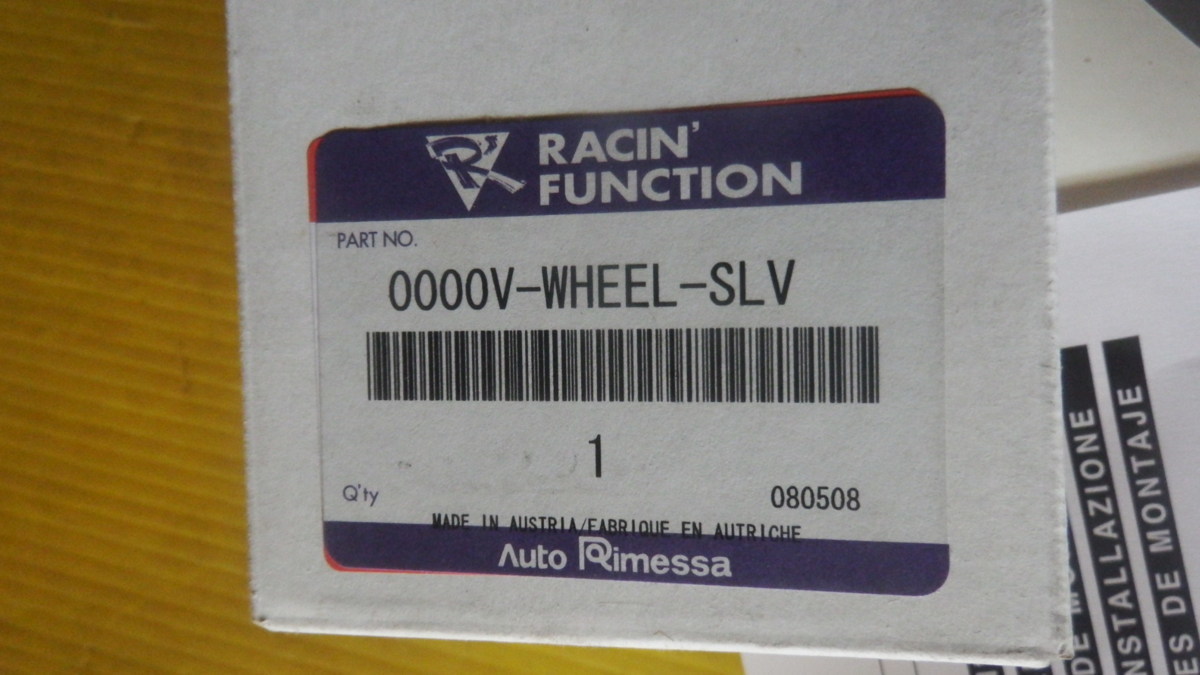 RACIN'
FUNCTION
PART NO.
0000V-WHEEL-SLV
1
Q'ty
080508
MADE IN AUSTRIA/FABRIQUE EN AUTRICHE
Auto Rimessa
NSTALLAZIONE
ES DE MONTAJE